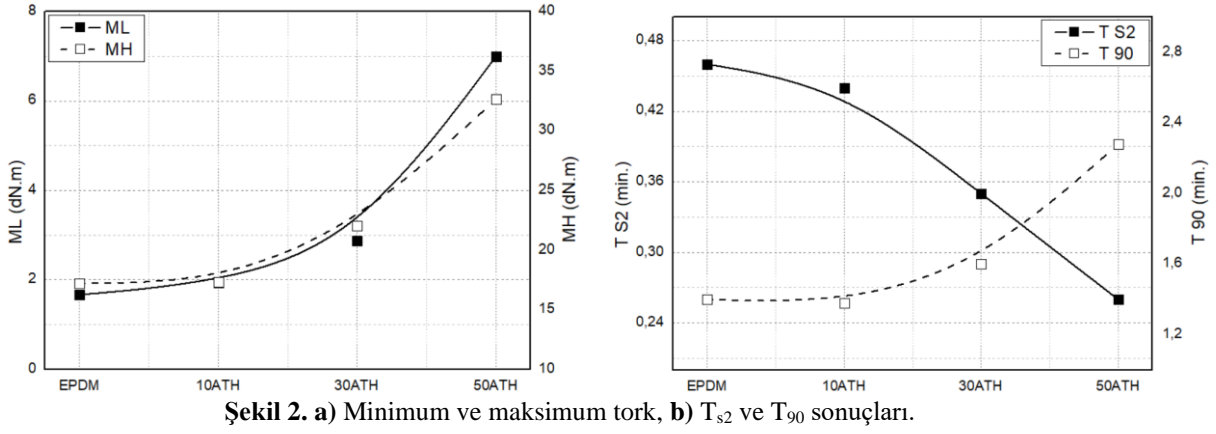 ML
MH
8
6
4
2
0
ML (dN.m)
40
35
30
25
20
15
10
MH (dN.m)
EPDM 10ATH 30ATH 50ATH
T S2
T 90
0,48
0,42
0,36
0,30
0,24
T S2 (min.)
2,8
2,4
2,0
1,6
1,2
T 90 (min.)
EPDM 10ATH 30ATH 50ATH
Şekil 2. a) Minimum ve maksimum tork, b) Ts2 ve T90 sonuçları.